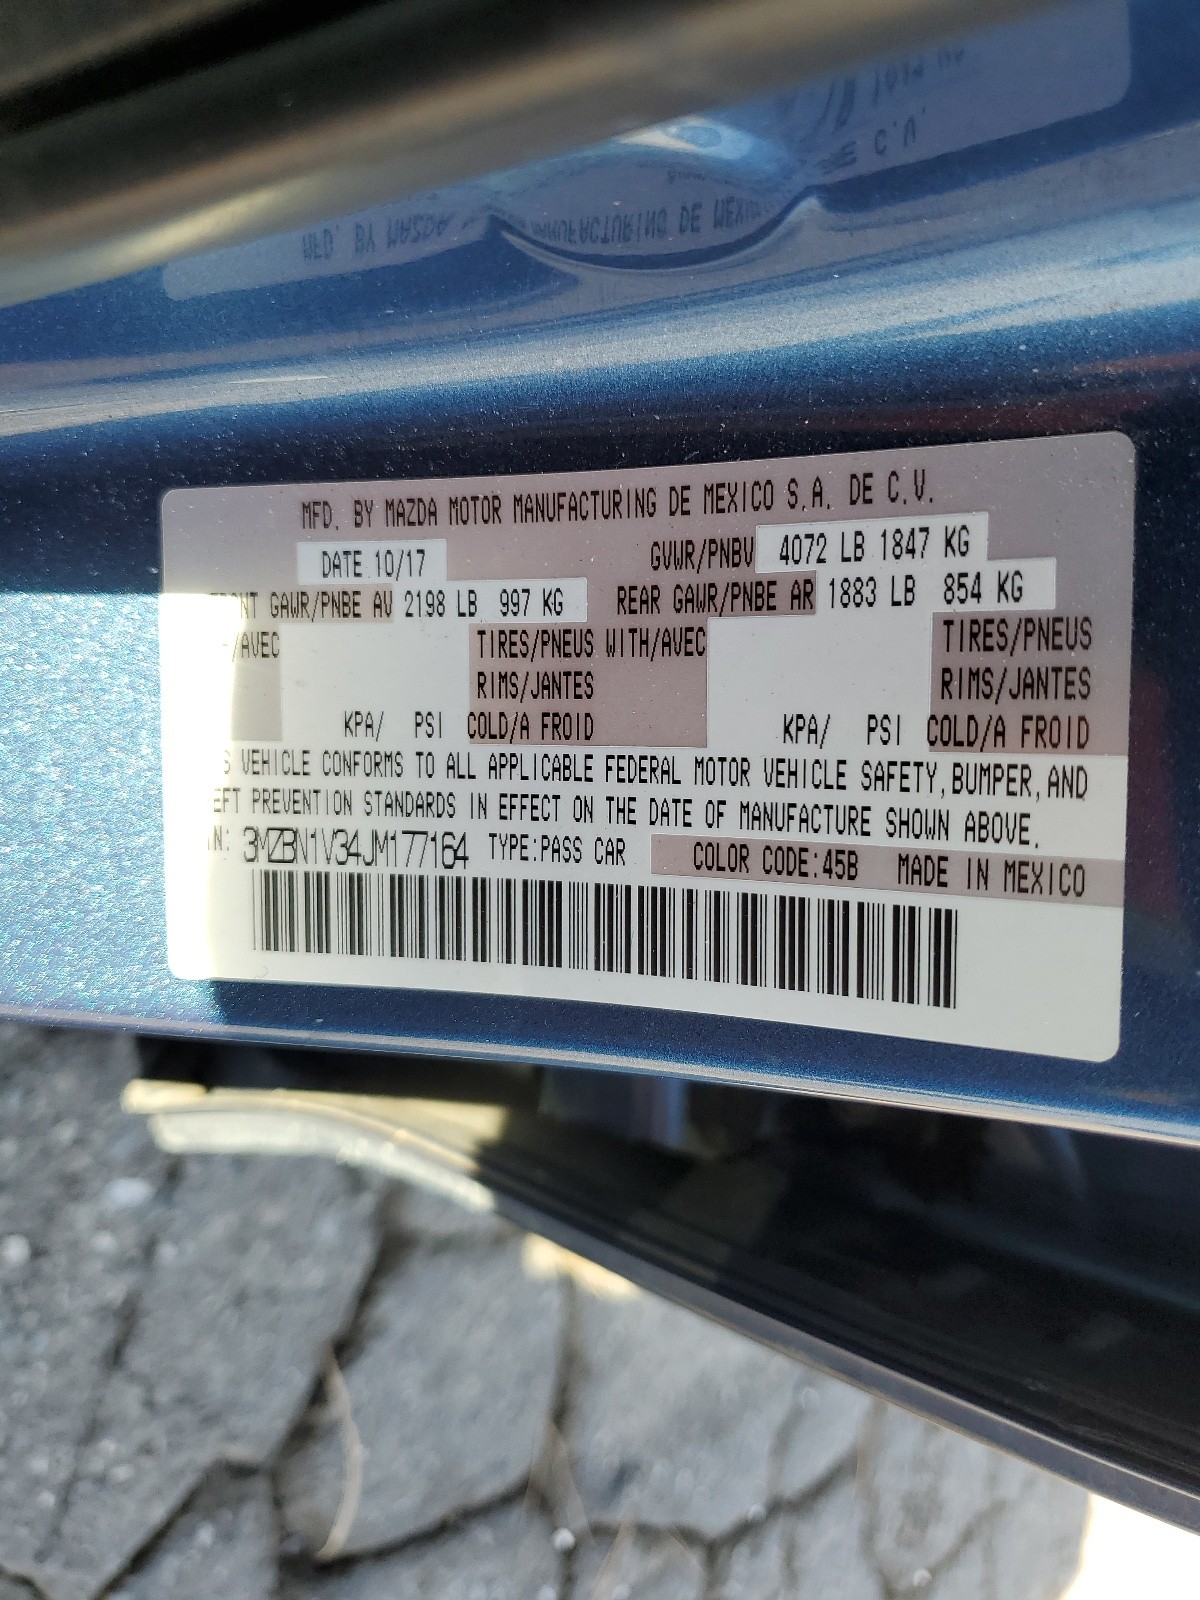 MFD. BY MAZDA MOTOR MANUFACTURING DE MEXICO S.A. DE C.V.
DATE 10/17 GVWR/PNBV 4072 LB 1847 KG
GAWR/PNBE AV 2198 LB 997 KG REAR GAWR/PNBE AR 1883 LB 854 KG
/AVEC TIRES/PNEUS WITH/AVEC TIRES/PNEUS
RIMS/JANTES RIMS/JANTES
KPA/ PSI COLD/A FROID KPA/ PSI COLD/A FROID
VEHICLE CONFORMS TO ALL APPLICABLE FEDERAL MOTOR VEHICLE SAFETY, BUMPER, AND
PREVENTION STANDARDS IN EFFECT ON THE DATE OF MANUFACTURE SHOWN ABOVE.
3MZBN1V34JM177164 TYPE:PASS CAR COLOR CODE:45B MADE IN MEXICO